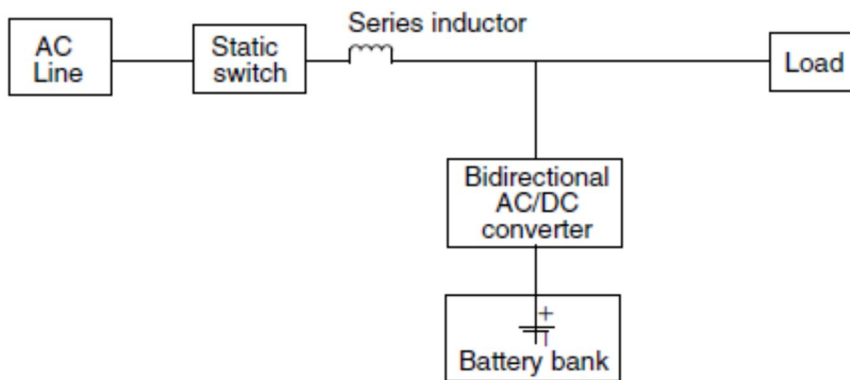 Series inductor
AC
Line
Static
switch
Load
Bidirectional
AC/DC
converter
+
Battery bank